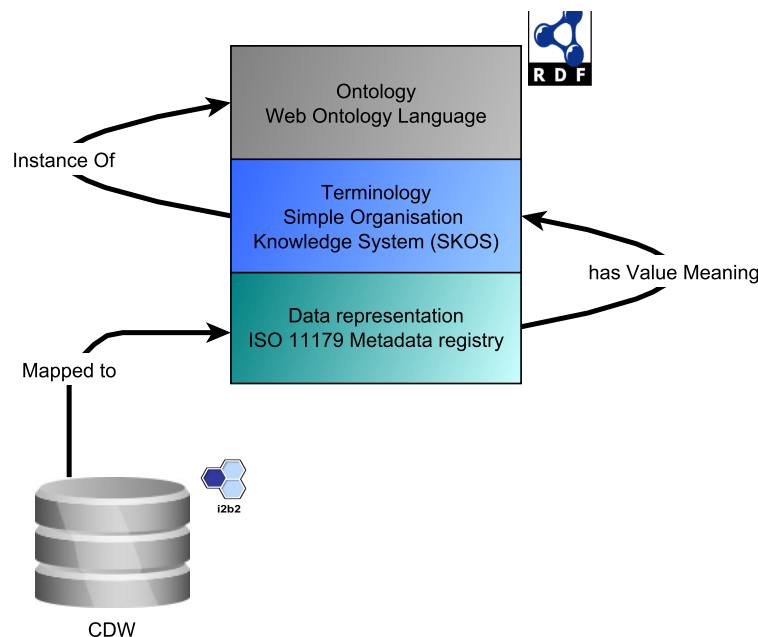 RDF
Ontology
Web Ontology Language
Instance Of
Terminology
Simple Organisation
Knowledge System (SKOS)
has Value Meaning
Data representation
ISO 11179 Metadata registry
Mapped to
i2b2
CDW